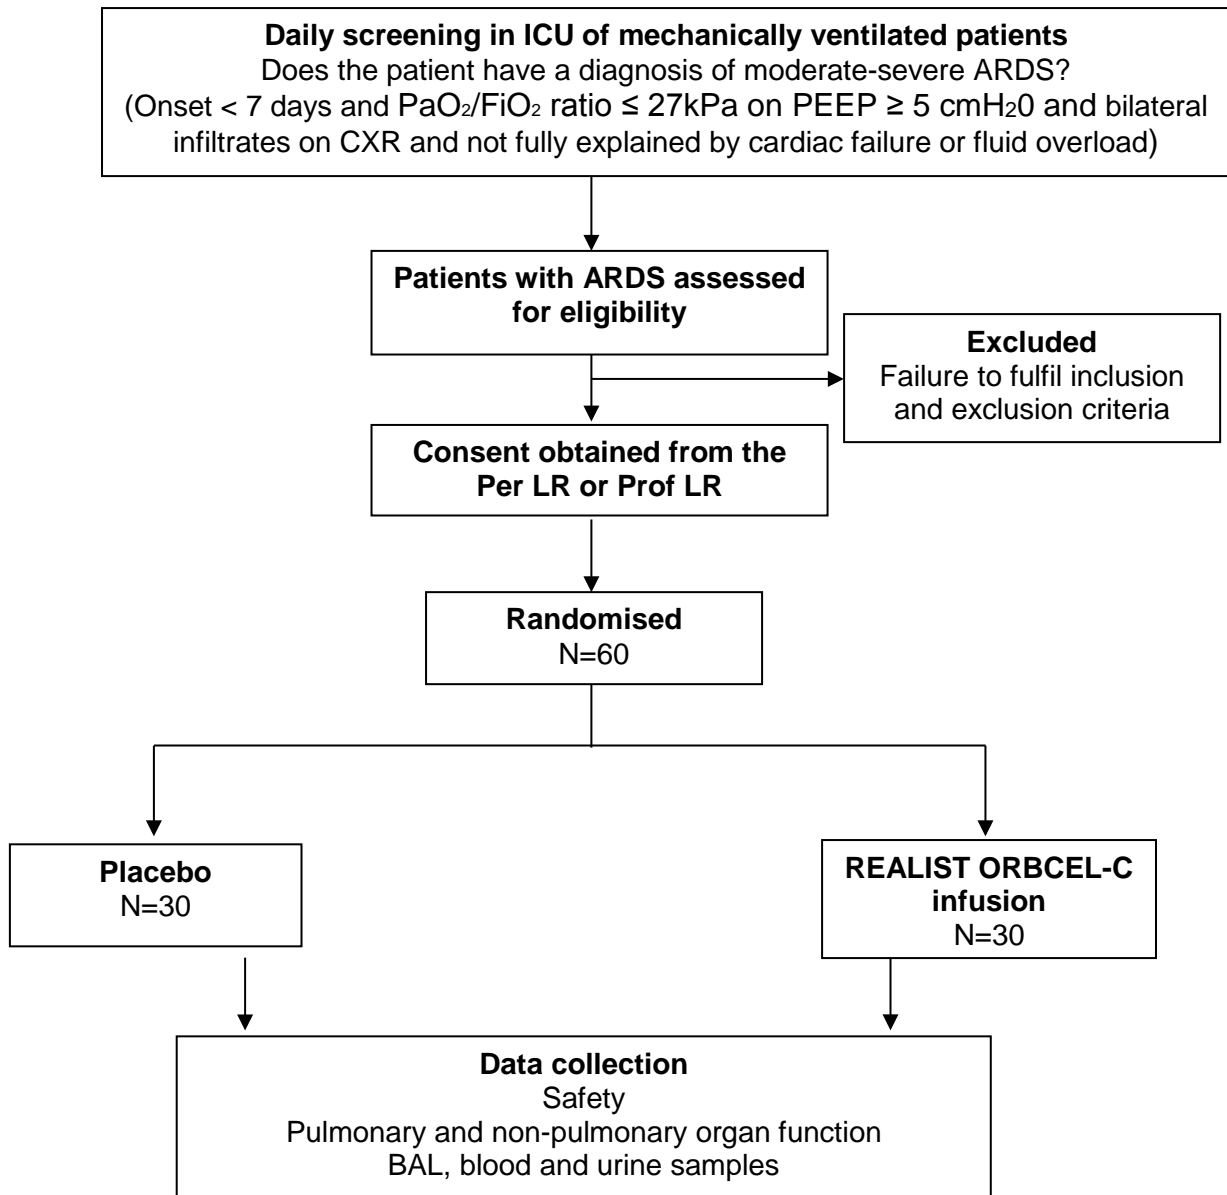 Daily screening in ICU of mechanically ventilated patients
Does the patient have a diagnosis of moderate-severe ARDS?
(Onset < 7 days and PaO₂/FiO₂ ratio ≤ 27kPa on PEEP ≥ 5 cmH₂0 and bilateral
infiltrates on CXR and not fully explained by cardiac failure or fluid overload)
Patients with ARDS assessed
for eligibility
Excluded
Failure to fulfil inclusion
and exclusion criteria
Consent obtained from the
Per LR or Prof LR
Randomised
N=60
Placebo
N=30
REALIST ORBCEL-C
infusion
N=30
Data collection
Safety
Pulmonary and non-pulmonary organ function
BAL, blood and urine samples